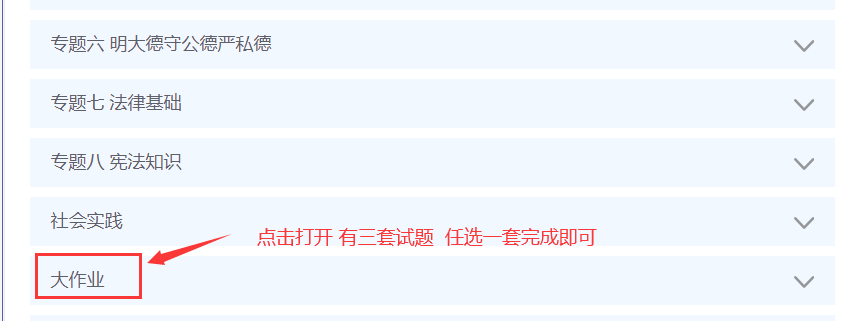 专题六 明大德守公德严私德
专题七 法律基础
专题八 宪法知识
社会实践
点击打开 有三套试题 任选一套完成即可
大作业